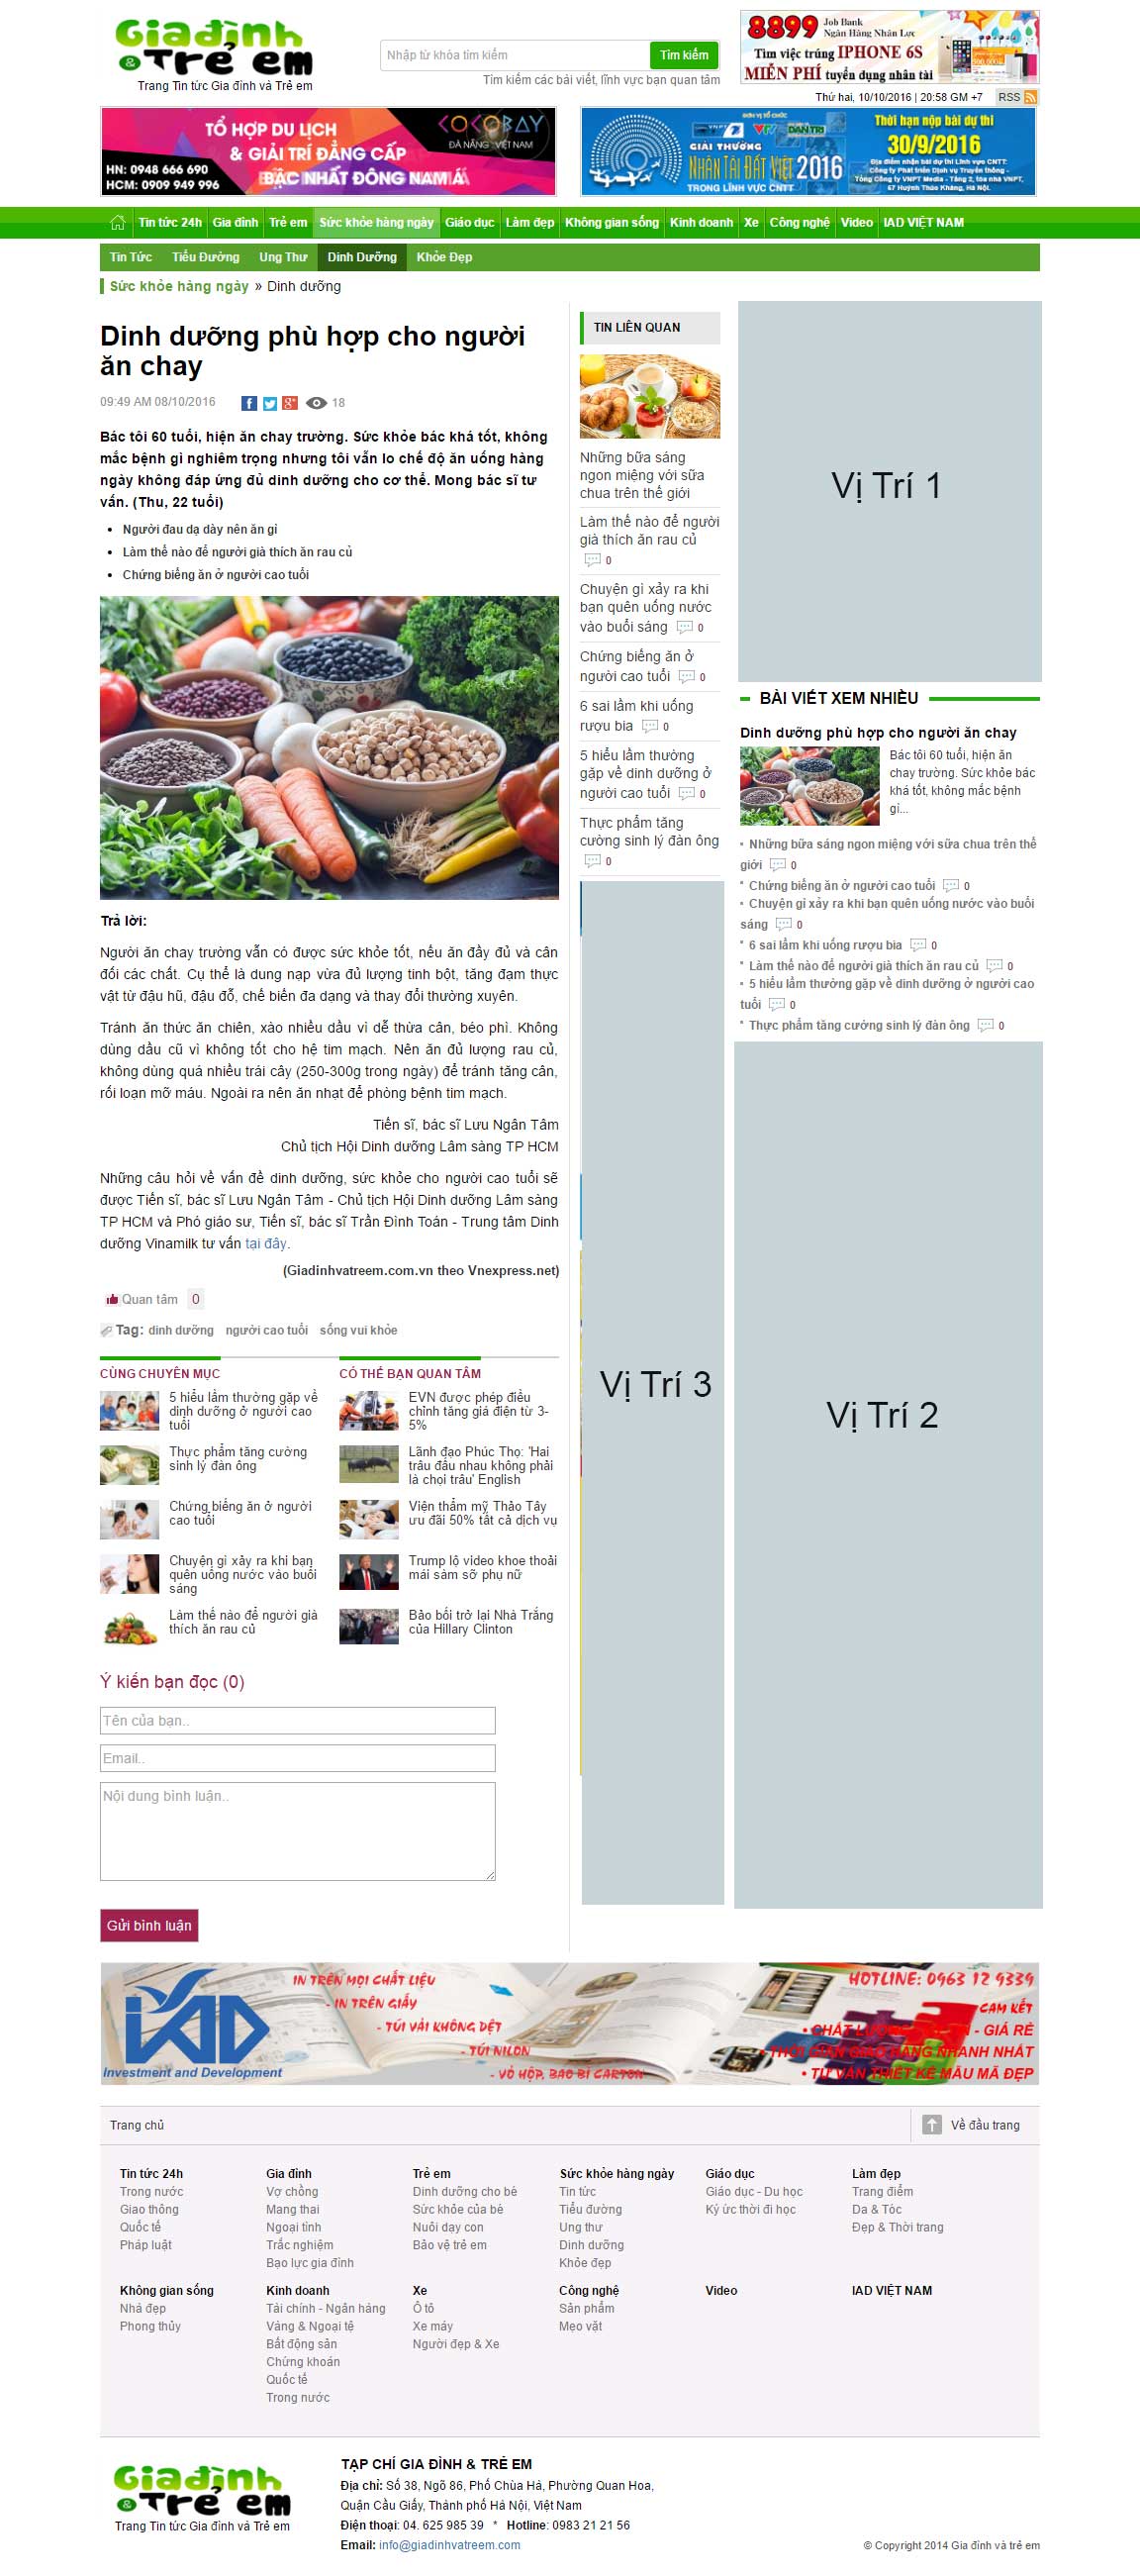 Gia đình
& Trẻ em
Trang Tin tức Gia đình và Trẻ em
Nhập từ khóa tìm kiếm
Tìm kiếm
Tìm kiếm các bài viết, lĩnh vực bạn quan tâm
8899 Job Bank
Ngân Hàng Nhân Lực
Tìm việc trúng IPHONE 6S
MIỄN PHÍ tuyển dụng nhân tài
Thứ hai, 10/10/2016 | 20:58 GM +7
RSS
TỔ HỢP DU LỊCH
& GIẢI TRÍ ĐẲNG CẤP
BẬC NHẤT ĐÔNG NAM Á
HN: 0948 666 690
HCM: 0909 949 996
COCOBAY
ĐÀ NẴNG - VIỆT NAM
ĐƠN VỊ TỔ CHỨC
VNPT VTV DAN TRI
GIẢI THƯỞNG
NHÂN TÀI ĐẤT VIỆT 2016
TRONG LĨNH VỰC CNTT
Thời hạn nộp bài dự thi
30/9/2016
Địa điểm nhận bài dự thi Lĩnh vực CNTT:
Công ty Phát triển Dịch vụ Truyền thông -
Tổng Công ty VNPT Media - Tầng 2, tòa nhà VNPT,
67 Huỳnh Thúc Kháng, Hà Nội.
Tin tức 24h
Gia đình
Trẻ em
Sức khỏe hàng ngày
Giáo dục
Làm đẹp
Không gian sống
Kinh doanh
Xe
Công nghệ
Video
IAD VIỆT NAM
Tin Tức
Tiểu Đường
Ung Thư
Dinh Dưỡng
Khỏe Đẹp
Sức khỏe hàng ngày » Dinh dưỡng
Dinh dưỡng phù hợp cho người
ăn chay
09:49 AM 08/10/2016
18
Bác tôi 60 tuổi, hiện ăn chay trường. Sức khỏe bác khá tốt, không
mắc bệnh gì nghiêm trọng nhưng tôi vẫn lo chế độ ăn uống hàng
ngày không đáp ứng đủ dinh dưỡng cho cơ thể. Mong bác sĩ tư
vấn. (Thu, 22 tuổi)
Người đau dạ dày nên ăn gì
Làm thế nào để người già thích ăn rau củ
Chứng biếng ăn ở người cao tuổi
Trả lời:
Người ăn chay trường vẫn có được sức khỏe tốt, nếu ăn đầy đủ và cân
đối các chất. Cụ thể là dung nạp vừa đủ lượng tinh bột, tăng đạm thực
vật từ đậu hũ, đậu đỗ, chế biến đa dạng và thay đổi thường xuyên.
Tránh ăn thức ăn chiên, xào nhiều dầu vì dễ thừa cân, béo phì. Không
dùng dầu cũ vì không tốt cho hệ tim mạch. Nên ăn đủ lượng rau củ,
không dùng quá nhiều trái cây (250-300g trong ngày) để tránh tăng cân,
rối loạn mỡ máu. Ngoài ra nên ăn nhạt để phòng bệnh tim mạch.
Tiến sĩ, bác sĩ Lưu Ngân Tâm
Chủ tịch Hội Dinh dưỡng Lâm sàng TP HCM
Những câu hỏi về vấn đề dinh dưỡng, sức khỏe cho người cao tuổi sẽ
được Tiến sĩ, bác sĩ Lưu Ngân Tâm - Chủ tịch Hội Dinh dưỡng Lâm sàng
TP HCM và Phó giáo sư, Tiến sĩ, bác sĩ Trần Đình Toán - Trung tâm Dinh
dưỡng Vinamilk tư vấn tại đây.
(Giadinhvatreem.com.vn theo Vnexpress.net)
Quan tâm 0
Tag: dinh dưỡng người cao tuổi sống vui khỏe
CÙNG CHUYÊN MỤC
5 hiểu lầm thường gặp về
dinh dưỡng ở người cao
tuổi
Thực phẩm tăng cường
sinh lý đàn ông
Chứng biếng ăn ở người
cao tuổi
Chuyện gì xảy ra khi bạn
quên uống nước vào buổi
sáng
Làm thế nào để người già
thích ăn rau củ
CÓ THỂ BẠN QUAN TÂM
EVN được phép điều
chỉnh tăng giá điện từ 3-
5%
Lãnh đạo Phúc Thọ: 'Hai
trâu đấu nhau không phải
là chọi trâu' English
Viện thẩm mỹ Thảo Tây
ưu đãi 50% tất cả dịch vụ
Trump lộ video khoe thoải
mái sàm sỡ phụ nữ
Bảo bối trở lại Nhà Trắng
của Hillary Clinton
Ý kiến bạn đọc (0)
Tên của bạn..
Email..
Nội dung bình luận..
Gửi bình luận
TIN LIÊN QUAN
Những bữa sáng
ngon miệng với sữa
chua trên thế giới
Làm thế nào để người
già thích ăn rau củ
0
Chuyện gì xảy ra khi
bạn quên uống nước
vào buổi sáng 0
Chứng biếng ăn ở
người cao tuổi 0
6 sai lầm khi uống
rượu bia 0
5 hiểu lầm thường
gặp về dinh dưỡng ở
người cao tuổi 0
Thực phẩm tăng
cường sinh lý đàn ông
0
Vị Trí 3
Vị Trí 1
BÀI VIẾT XEM NHIỀU
Dinh dưỡng phù hợp cho người ăn chay
Bác tôi 60 tuổi, hiện ăn
chay trường. Sức khỏe bác
khá tốt, không mắc bệnh
gì...
Những bữa sáng ngon miệng với sữa chua trên thế
giới 0
Chứng biếng ăn ở người cao tuổi 0
Chuyện gì xảy ra khi bạn quên uống nước vào buổi
sáng 0
6 sai lầm khi uống rượu bia 0
Làm thế nào để người già thích ăn rau củ 0
5 hiểu lầm thường gặp về dinh dưỡng ở người cao
tuổi 0
Thực phẩm tăng cường sinh lý đàn ông 0
Vị Trí 2
IAD
Investment and Development
IN TRÊN MỌI CHẤT LIỆU
- IN TRÊN GIẤY
- TÚI VẢI KHÔNG DỆT
- TÚI NILON
- VỎ HỘP, BAO BÌ CARTON
HOTLINE: 0963 12 9339
CAM KẾT
• CHẤT LƯỢNG - GIÁ RẺ
• THỜI GIAN GIAO HÀNG NHANH NHẤT
• TƯ VẤN THIẾT KẾ MẪU MÃ ĐẸP
Trang chủ
Về đầu trang
Tin tức 24h
Trong nước
Giao thông
Quốc tế
Pháp luật
Gia đình
Vợ chồng
Mang thai
Ngoại tình
Trắc nghiệm
Bạo lực gia đình
Trẻ em
Dinh dưỡng cho bé
Sức khỏe của bé
Nuôi dạy con
Bảo vệ trẻ em
Sức khỏe hàng ngày
Tin tức
Tiểu đường
Ung thư
Dinh dưỡng
Khỏe đẹp
Giáo dục
Giáo dục - Du học
Ký ức thời đi học
Làm đẹp
Trang điểm
Da & Tóc
Đẹp & Thời trang
Không gian sống
Nhà đẹp
Phong thủy
Kinh doanh
Tài chính - Ngân hàng
Vàng & Ngoại tệ
Bất động sản
Chứng khoán
Quốc tế
Trong nước
Xe
Ô tô
Xe máy
Người đẹp & Xe
Công nghệ
Sản phẩm
Mẹo vặt
Video
IAD VIỆT NAM
Gia đình
& Trẻ em
Trang Tin tức Gia đình và Trẻ em
TẠP CHÍ GIA ĐÌNH & TRẺ EM
Địa chỉ: Số 38, Ngõ 86, Phố Chùa Hà, Phường Quan Hoa,
Quận Cầu Giấy, Thành phố Hà Nội, Việt Nam
Điện thoại: 04. 625 985 39 * Hotline: 0983 21 21 56
Email: info@giadinhvatreem.com
© Copyright 2014 Gia đình và trẻ em